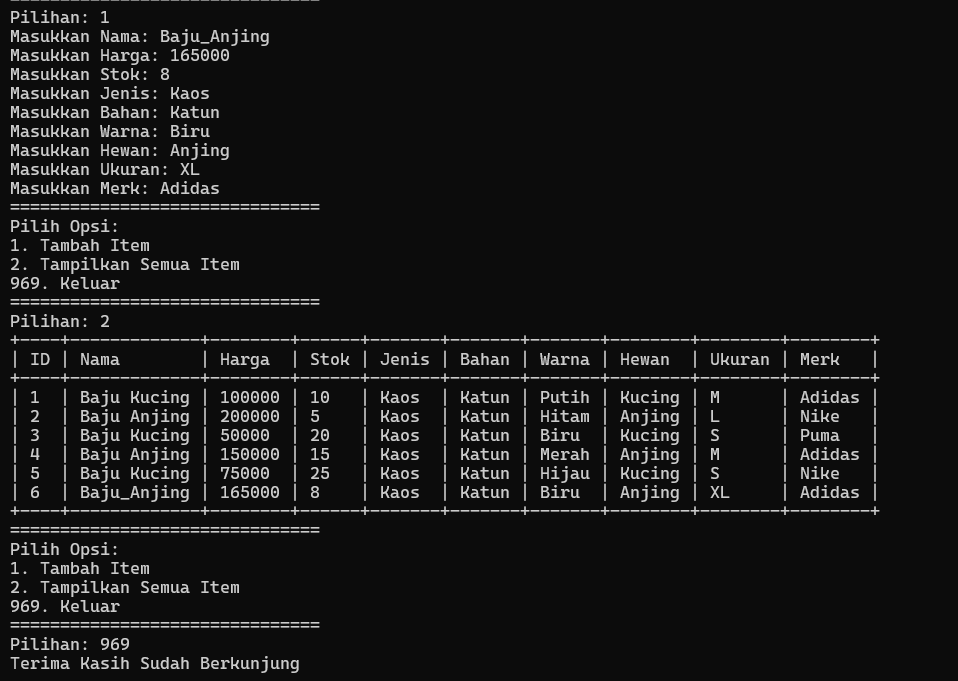 ===============================
Pilihan: 1
Masukkan Nama: Baju_Anjing
Masukkan Harga: 165000
Masukkan Stok: 8
Masukkan Jenis: Kaos
Masukkan Bahan: Katun
Masukkan Warna: Biru
Masukkan Hewan: Anjing
Masukkan Ukuran: XL
Masukkan Merk: Adidas
===============================
Pilih Opsi:
1. Tambah Item
2. Tampilkan Semua Item
969. Keluar
===============================
Pilihan: 2
+----+-------------+--------+------+-------+-------+-------+--------+--------+--------+
| ID | Nama        | Harga  | Stok | Jenis | Bahan | Warna | Hewan  | Ukuran | Merk   |
+----+-------------+--------+------+-------+-------+-------+--------+--------+--------+
| 1  | Baju Kucing | 100000 | 10   | Kaos  | Katun | Putih | Kucing | M      | Adidas |
| 2  | Baju Anjing | 200000 | 5    | Kaos  | Katun | Hitam | Anjing | L      | Nike   |
| 3  | Baju Kucing | 50000  | 20   | Kaos  | Katun | Biru  | Kucing | S      | Puma   |
| 4  | Baju Anjing | 150000 | 15   | Kaos  | Katun | Merah | Anjing | M      | Adidas |
| 5  | Baju Kucing | 75000  | 25   | Kaos  | Katun | Hijau | Kucing | S      | Nike   |
| 6  | Baju_Anjing | 165000 | 8    | Kaos  | Katun | Biru  | Anjing | XL     | Adidas |
+----+-------------+--------+------+-------+-------+-------+--------+--------+--------+
===============================
Pilih Opsi:
1. Tambah Item
2. Tampilkan Semua Item
969. Keluar
===============================
Pilihan: 969
Terima Kasih Sudah Berkunjung